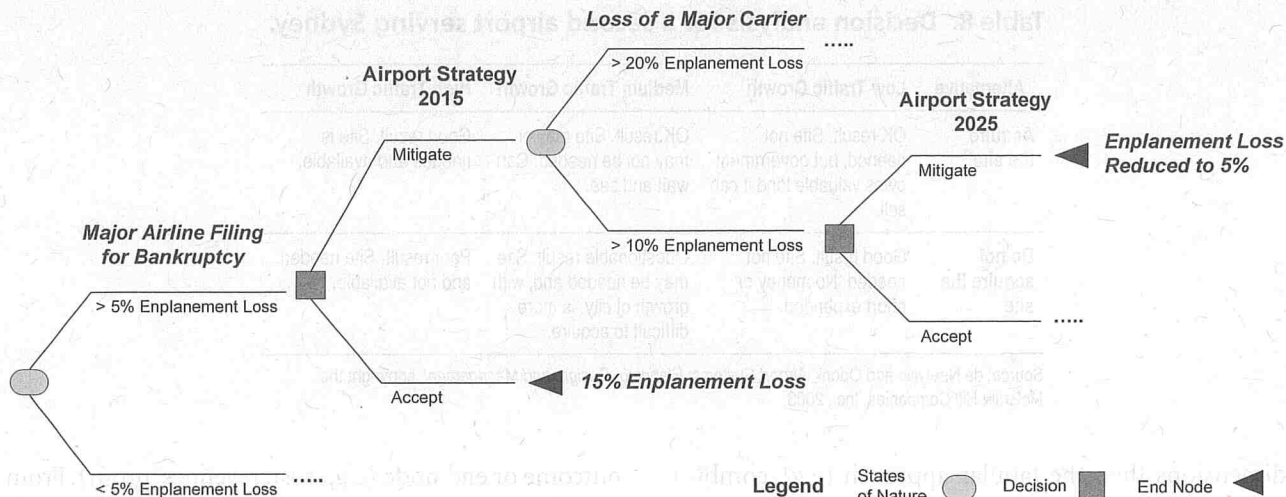 Loss of a Major Carrier
> 20% Enplanement Loss .....
Airport Strategy
2015
Mitigate
Airport Strategy
2025
Mitigate
Enplanement Loss
Reduced to 5%
> 10% Enplanement Loss
Accept .....
Major Airline Filing
for Bankruptcy
> 5% Enplanement Loss
Accept
15% Enplanement Loss
< 5% Enplanement Loss .....
Legend
States
of Nature
Decision
End Node